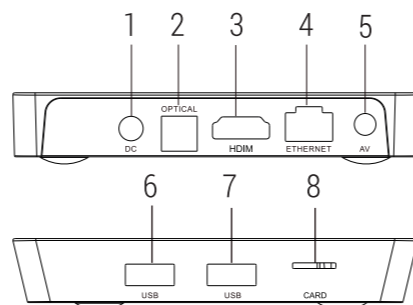 1 2 3 4 5
OPTICAL
DC HDIM ETHERNET AV
6 7 8
USB USB CARD